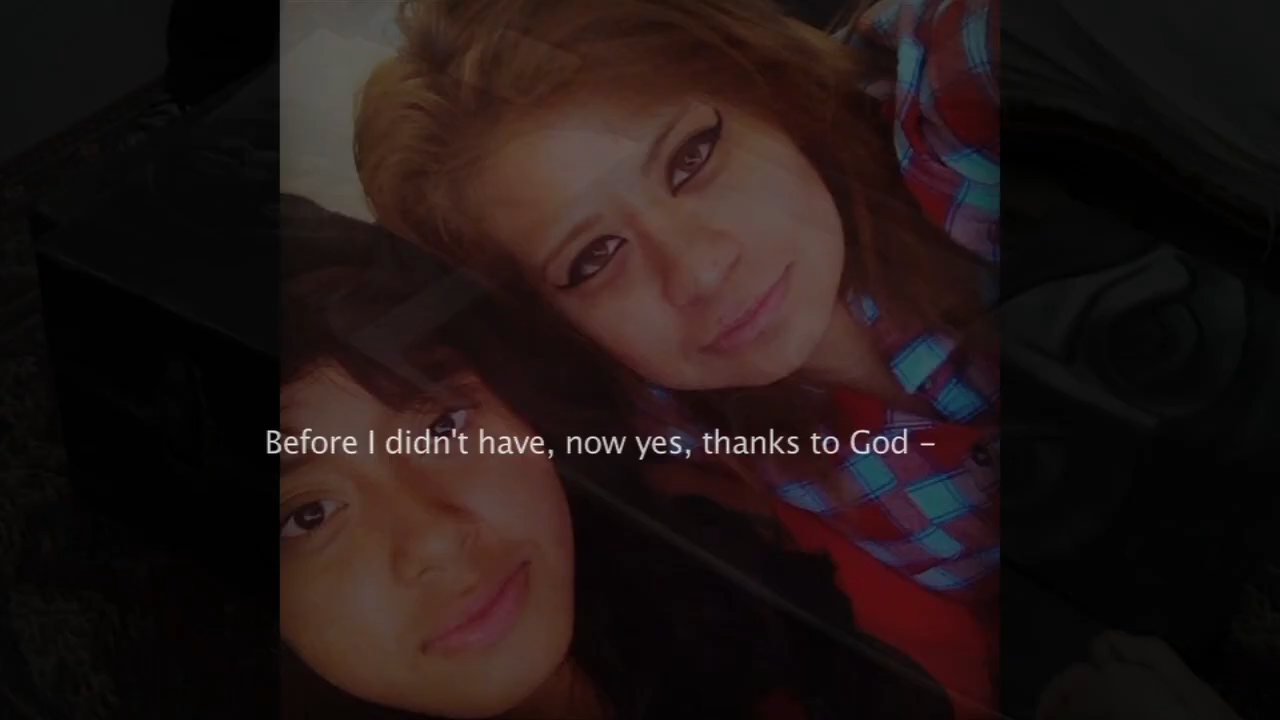 Before I didn't have, now yes, thanks to God –